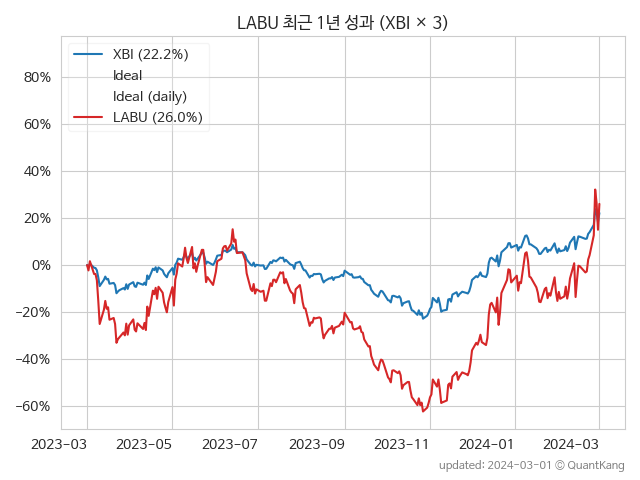 LABU 최근 1년 성과 (XBI × 3)
XBI (22.2%)
Ideal
Ideal (daily)
LABU (26.0%)
80%
60%
40%
20%
0%
−20%
−40%
−60%
2023-03 2023-05 2023-07 2023-09 2023-11 2024-01 2024-03
updated: 2024-03-01 © QuantKang